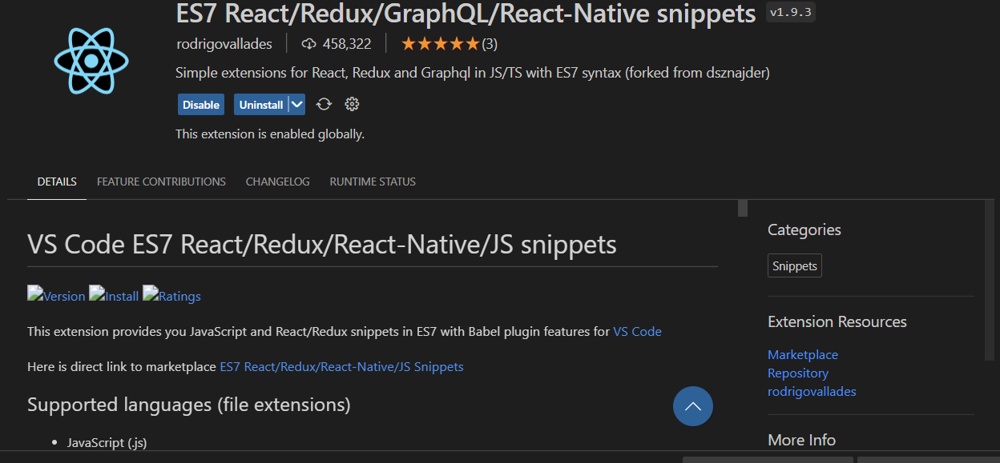 ES7 React/Redux/GraphQL/React-Native snippets v1.9.3
rodrigovallades 458,322 (3)
Simple extensions for React, Redux and Graphql in JS/TS with ES7 syntax (forked from dsznajder)
Disable Uninstall
This extension is enabled globally.
DETAILS FEATURE CONTRIBUTIONS CHANGELOG RUNTIME STATUS
VS Code ES7 React/Redux/React-Native/JS snippets
Version Install Ratings
This extension provides you JavaScript and React/Redux snippets in ES7 with Babel plugin features for VS Code
Here is direct link to marketplace ES7 React/Redux/React-Native/JS Snippets
Supported languages (file extensions)
• JavaScript (.js)
Categories
Snippets
Extension Resources
Marketplace
Repository
rodrigovallades
More Info